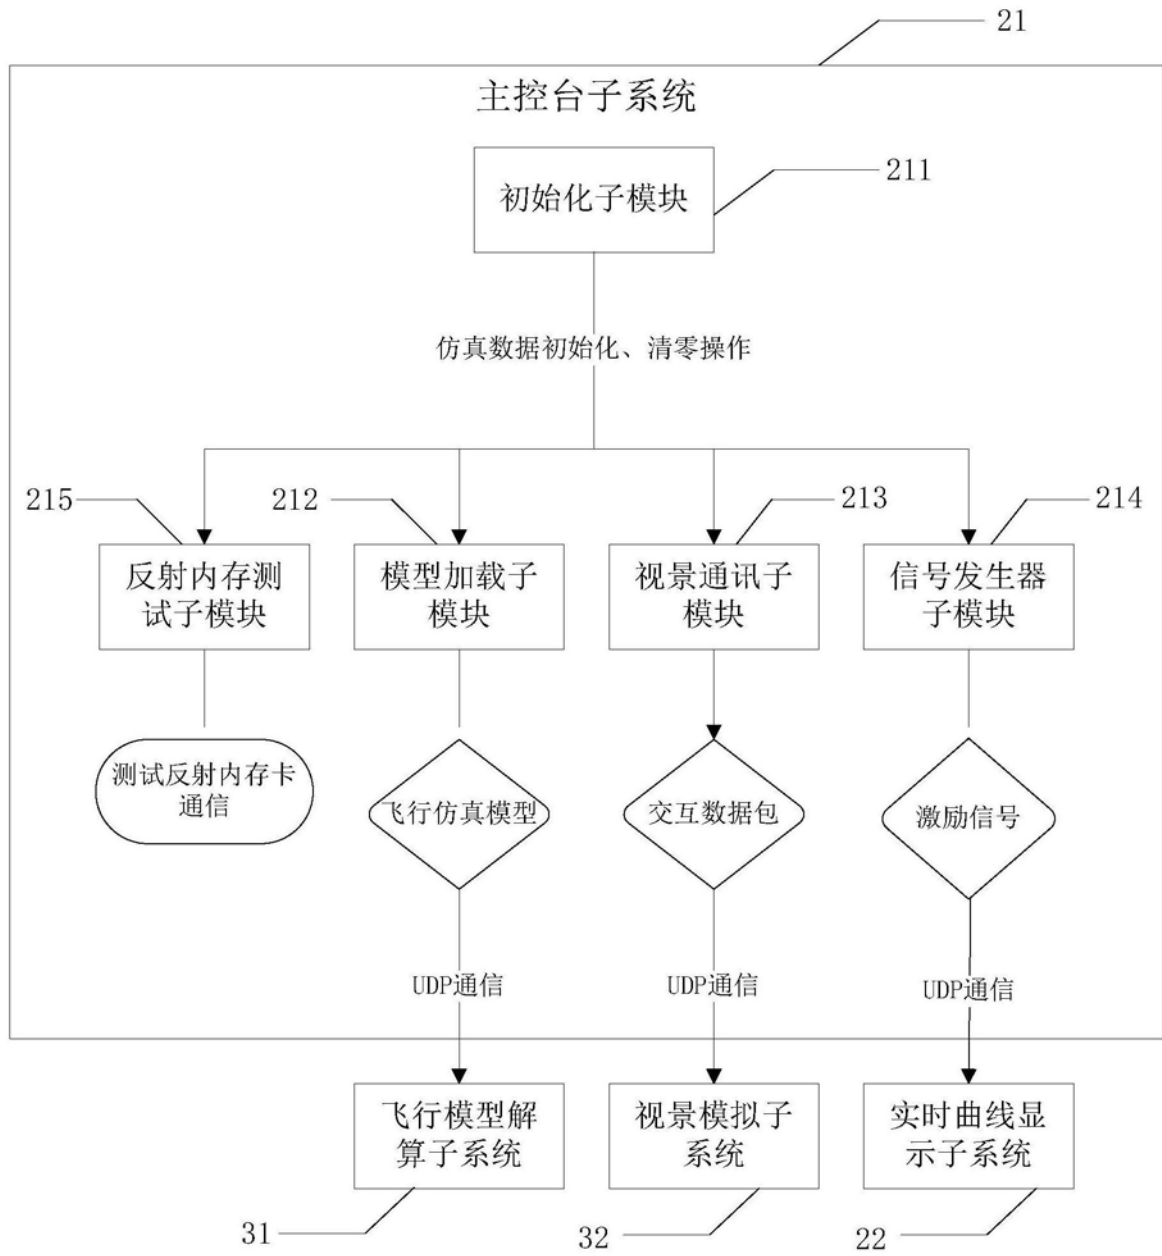 21
主控台子系统
初始化子模块
211
仿真数据初始化、清零操作
215
212
213
214
反射内存测
试子模块
模型加载子
模块
视景通讯子
模块
信号发生器
子模块
测试反射内存卡
通信
飞行仿真模型
交互数据包
激励信号
UDP通信
UDP通信
UDP通信
飞行模型解
算子系统
视景模拟子
系统
实时曲线显
示子系统
31
32
22